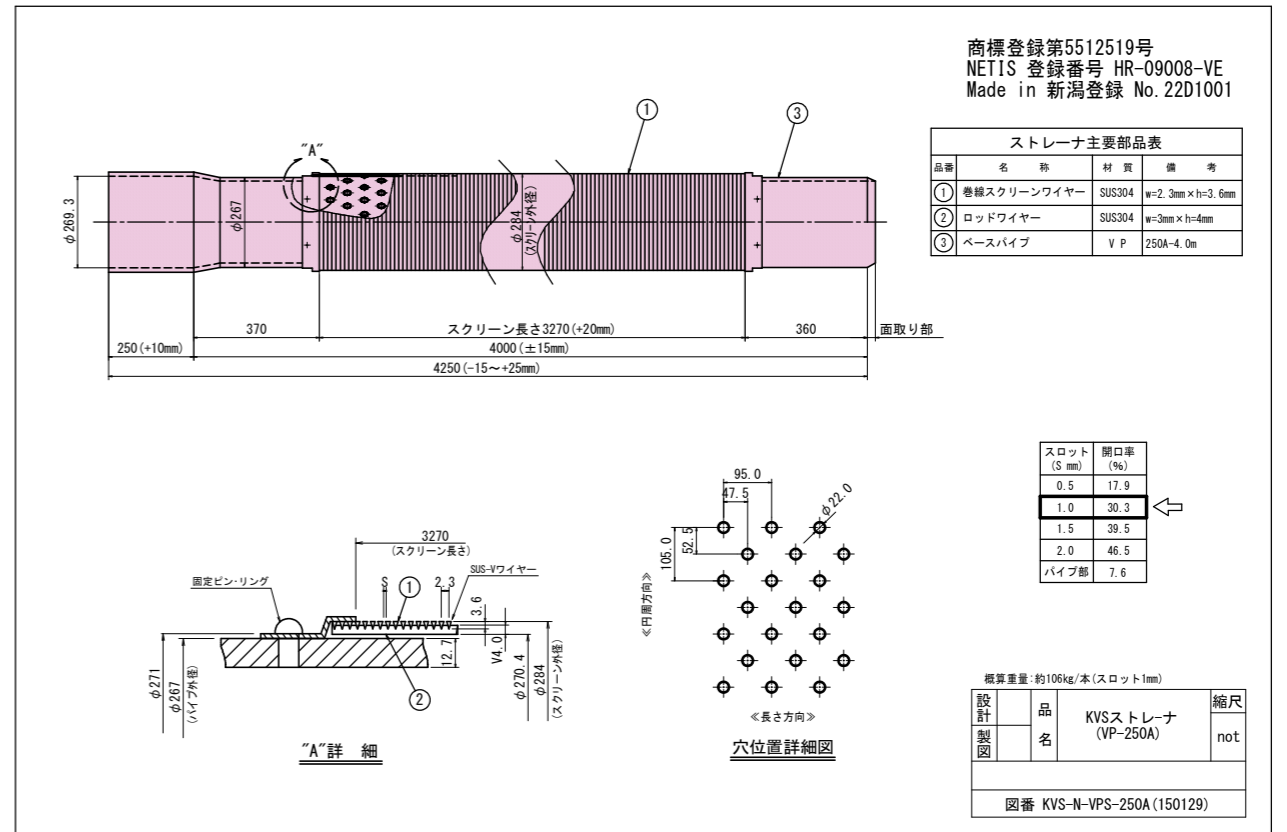 商標登録第5512519号
NETIS 登録番号 HR-09008-VE
Made in 新潟登録 No.22D1001
ストレーナ主要部品表
品番 名 称 材 質 備 考
① 巻線スクリーンワイヤー SUS304 w=2.3mm×h=3.6mm
② ロッドワイヤー SUS304 w=3mm×h=4mm
③ ベースパイプ V P 250A-4.0m
"A"
①
③
φ269.3
φ267
φ284
(スクリーン外径)
370
スクリーン長さ3270(+20mm)
360
面取り部
250(+10mm)
4000(±15mm)
4250(-15～+25mm)
スロット
(S mm)
開口率
(%)
0.5 17.9
1.0 30.3
1.5 39.5
2.0 46.5
パイプ部 7.6
3270
(スクリーン長さ)
固定ピン・リング
S
①
2.3
SUS-Vワイヤー
3.6
V4.0
12.7
φ271
φ267
(パイプ外径)
②
φ270.4
φ284
(スクリーン外径)
"A"詳 細
95.0
47.5
φ22.0
105.0
52.5
≪円周方向≫
≪長さ方向≫
穴位置詳細図
概算重量:約106kg/本(スロット1mm)
設計
製図
品名
KVSストレーナ
(VP-250A)
縮尺
not
図番 KVS-N-VPS-250A(150129)